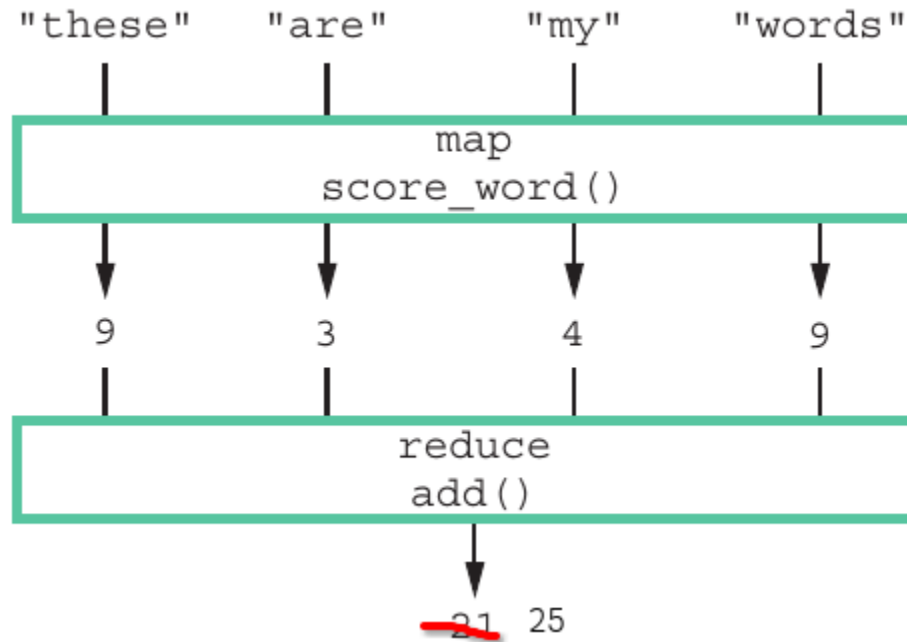 "these" "are" "my" "words"
map
score_word()
9 3 4 9
reduce
add()
21 25